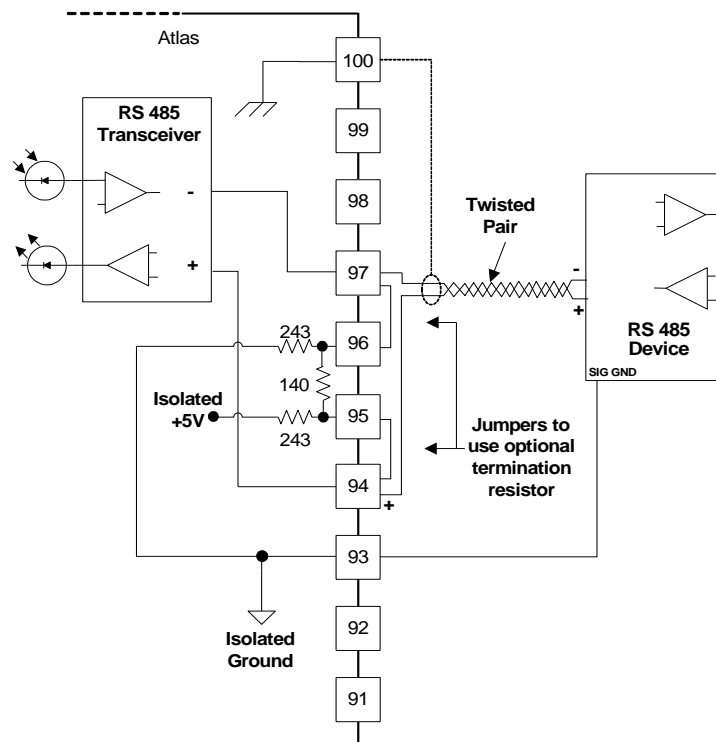 Atlas
100
RS 485
Transceiver
99
98
Twisted
Pair
-
97
-
+
+
RS 485
Device
243
96
SIG GND
140
Isolated
+5V
95
243
Jumpers to
use optional
termination
resistor
94
+
93
Isolated
Ground
92
91